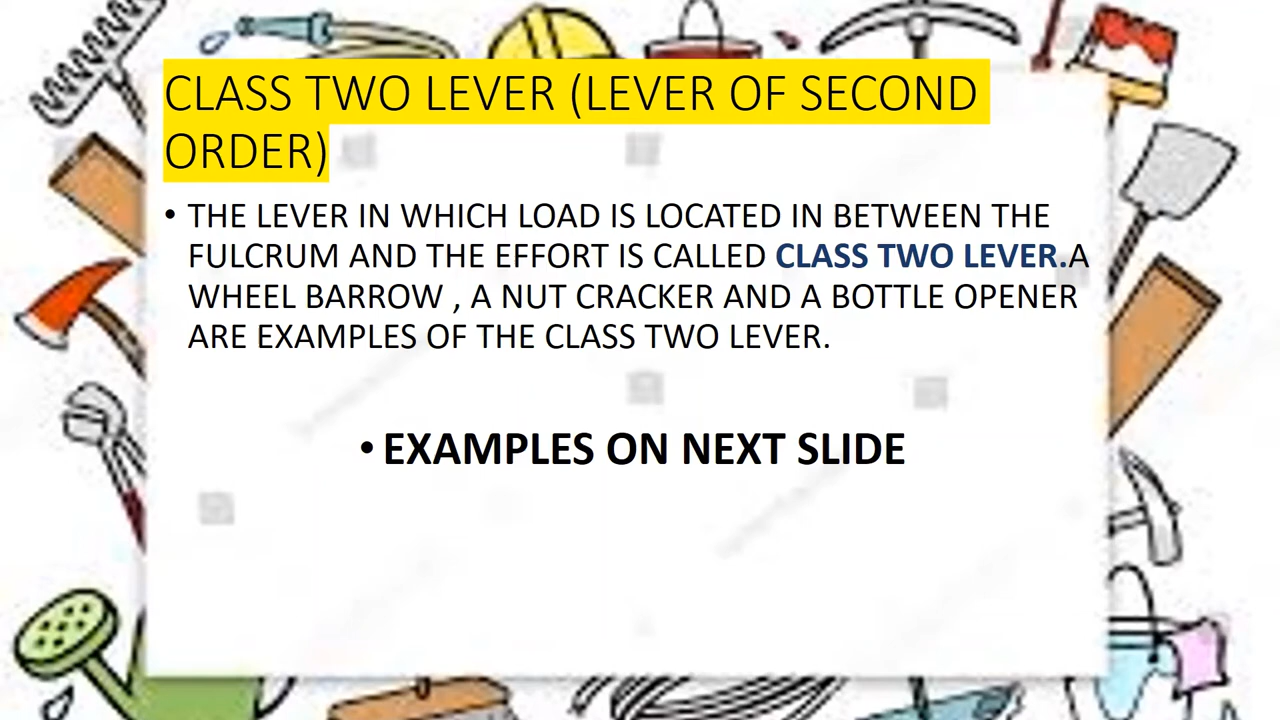 CLASS TWO LEVER (LEVER OF SECOND
ORDER)
• THE LEVER IN WHICH LOAD IS LOCATED IN BETWEEN THE
FULCRUM AND THE EFFORT IS CALLED CLASS TWO LEVER.A
WHEEL BARROW , A NUT CRACKER AND A BOTTLE OPENER
ARE EXAMPLES OF THE CLASS TWO LEVER.
• EXAMPLES ON NEXT SLIDE